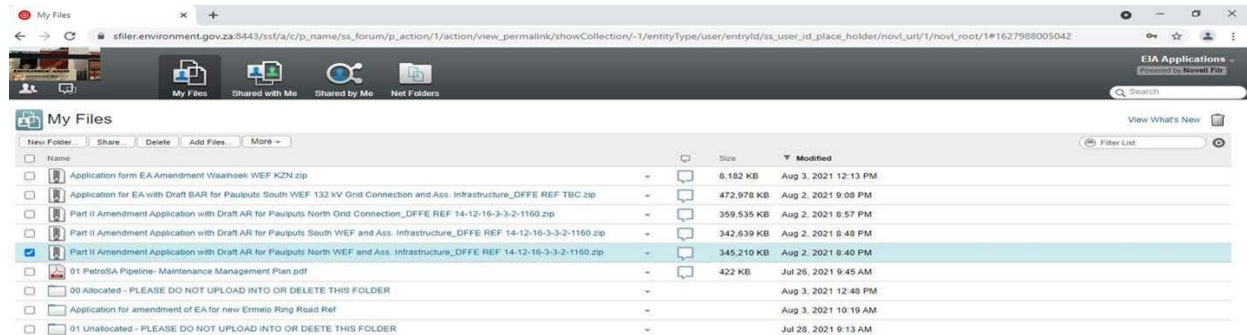 My Files
sfiler.environment.gov.za:8443/ssf/a/c/p_name/ss_forum/p_action/1/action/view_permalink/showCollection/-1/entityType/user/entryId/ss_user_id_place_holder/novl_url/1/novl_root/1#1627988005042
EIA Applications
Powered by Novell Filr
My Files Shared with Me Shared by Me Net Folders
Search
My Files
View What's New
New Folder... Share... Delete Add Files... More
Filter List
Name Size Modified
Application form EA Amendment Waaihoek WEF KZN.zip 8,182 KB Aug 3, 2021 12:13 PM
Application for EA with Draft BAR for Paulputs South WEF 132 kV Grid Connection and Ass. Infrastructure_DFFE REF TBC.zip 472,978 KB Aug 2, 2021 9:08 PM
Part II Amendment Application with Draft AR for Paulputs North Grid Connection_DFFE REF 14-12-16-3-3-2-1160.zip 359,535 KB Aug 2, 2021 8:57 PM
Part II Amendment Application with Draft AR for Paulputs South WEF and Ass. Infrastructure_DFFE REF 14-12-16-3-3-2-1160.zip 342,639 KB Aug 2, 2021 8:48 PM
Part II Amendment Application with Draft AR for Paulputs North WEF and Ass. Infrastructure_DFFE REF 14-12-16-3-3-2-1160.zip 345,210 KB Aug 2, 2021 8:40 PM
01 PetroSA Pipeline- Maintenance Management Plan.pdf 422 KB Jul 26, 2021 9:45 AM
00 Allocated - PLEASE DO NOT UPLOAD INTO OR DELETE THIS FOLDER Aug 3, 2021 12:48 PM
Application for amendment of EA for new Ermelo Ring Road Ref Aug 3, 2021 10:19 AM
01 Unallocated - PLEASE DO NOT UPLOAD INTO OR DEETE THIS FOLDER Jul 28, 2021 9:13 AM